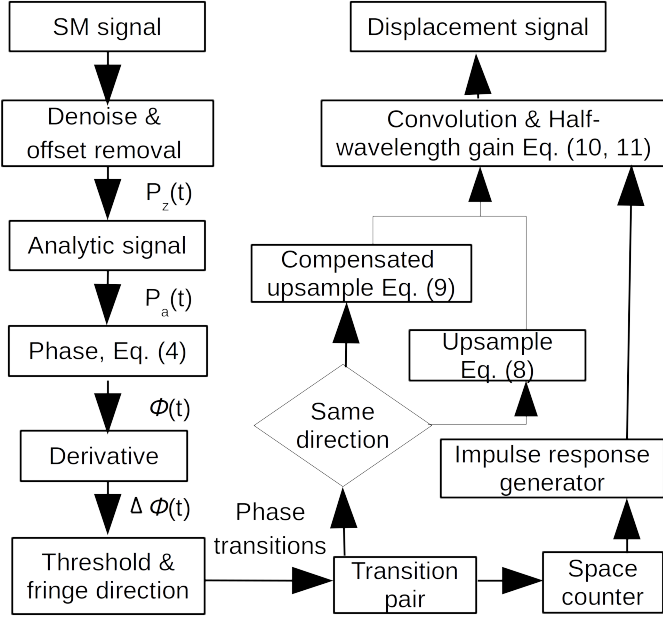 SM signal
Denoise &
offset removal
Pz(t)
Analytic signal
Pa(t)
Phase, Eq. (4)
Φ(t)
Derivative
Δ Φ(t)
Threshold &
fringe direction
Phase
transitions
Transition
pair
Space
counter
Impulse response
generator
Same
direction
Upsample
Eq. (8)
Compensated
upsample Eq. (9)
Convolution & Half-
wavelength gain Eq. (10, 11)
Displacement signal